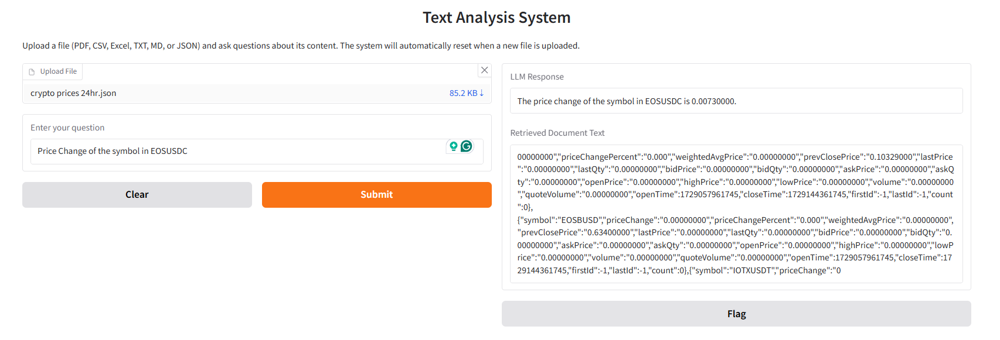 Text Analysis System
Upload a file (PDF, CSV, Excel, TXT, MD, or JSON) and ask questions about its content. The system will automatically reset when a new file is uploaded.
Upload File
crypto prices 24hr.json
85.2 KB ↓
Enter your question
Price Change of the symbol in EOSUSDC
Clear
Submit
LLM Response
The price change of the symbol in EOSUSDC is 0.00730000.
Retrieved Document Text
00000000","priceChangePercent":"0.000","weightedAvgPrice":"0.00000000","prevClosePrice":"0.10329000","lastPrice
":"0.00000000","lastQty":"0.00000000","bidPrice":"0.00000000","bidQty":"0.00000000","askPrice":"0.00000000","askQ
ty":"0.00000000","openPrice":"0.00000000","highPrice":"0.00000000","lowPrice":"0.00000000","volume":"0.00000000"
,"quoteVolume":"0.00000000","openTime":1729057961745,"closeTime":1729144361745,"firstId":-1,"lastId":-1,"count
":0},
{"symbol":"EOSBUSD","priceChange":"0.00000000","priceChangePercent":"0.000","weightedAvgPrice":"0.00000000",
"prevClosePrice":"0.63400000","lastPrice":"0.00000000","lastQty":"0.00000000","bidPrice":"0.00000000","bidQty":"0.
00000000","askPrice":"0.00000000","askQty":"0.00000000","openPrice":"0.00000000","highPrice":"0.00000000","lowP
rice":"0.00000000","volume":"0.00000000","quoteVolume":"0.00000000","openTime":1729057961745,"closeTime":17
29144361745,"firstId":-1,"lastId":-1,"count":0},{"symbol":"IOTXUSDT","priceChange":"0
Flag